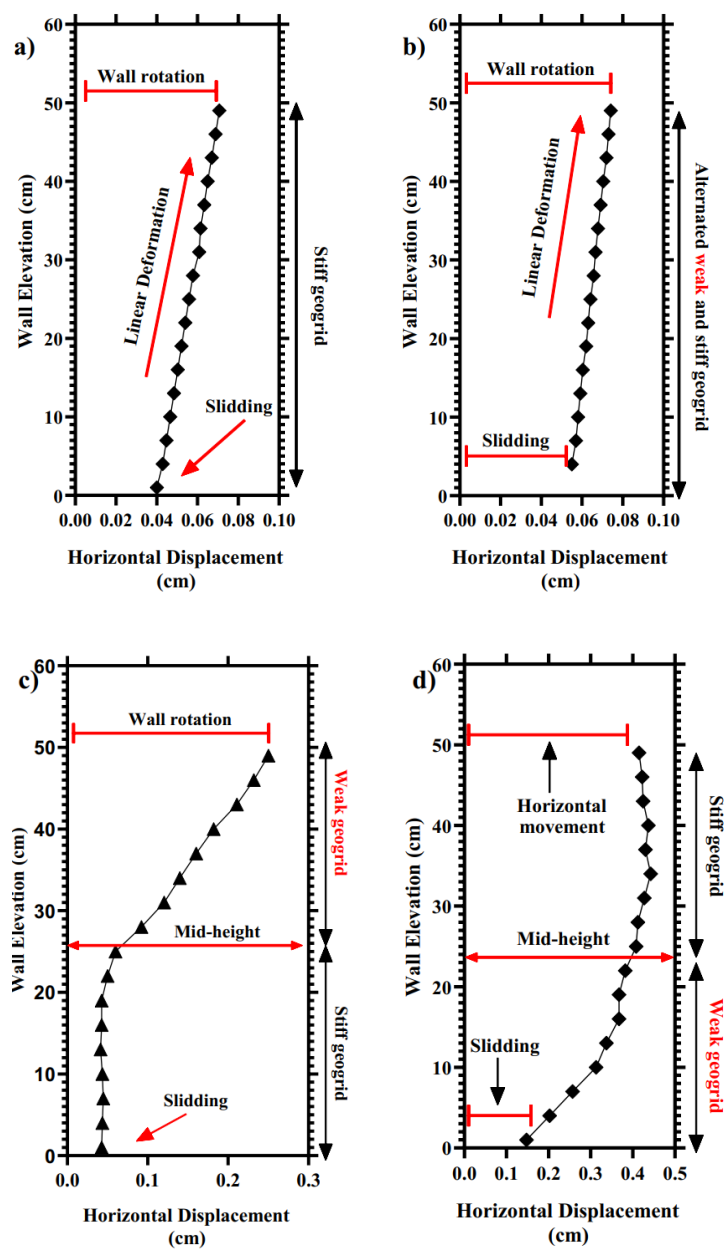 a)
60
50
40
30
20
10
0
Wall Elevation (cm)
Wall rotation
Linear Deformation
Slidding
Stiff geogrid
0.00 0.02 0.04 0.06 0.08 0.10
Horizontal Displacement
(cm)
b)
60
50
40
30
20
10
0
Wall Elevation (cm)
Wall rotation
Linear Deformation
Slidding
Alternated weak and stiff geogrid
0.00 0.02 0.04 0.06 0.08 0.10
Horizontal Displacement
(cm)
c)
60
50
40
30
20
10
0
Wall Elevation (cm)
Wall rotation
Weak geogrid
Mid-height
Stiff geogrid
Slidding
0.0 0.1 0.2 0.3
Horizontal Displacement
(cm)
d)
60
50
40
30
20
10
0
Wall Elevation (cm)
Horizontal
movement
Stiff geogrid
Mid-height
Weak geogrid
Slidding
0.0 0.1 0.2 0.3 0.4 0.5
Horizontal Displacement
(cm)